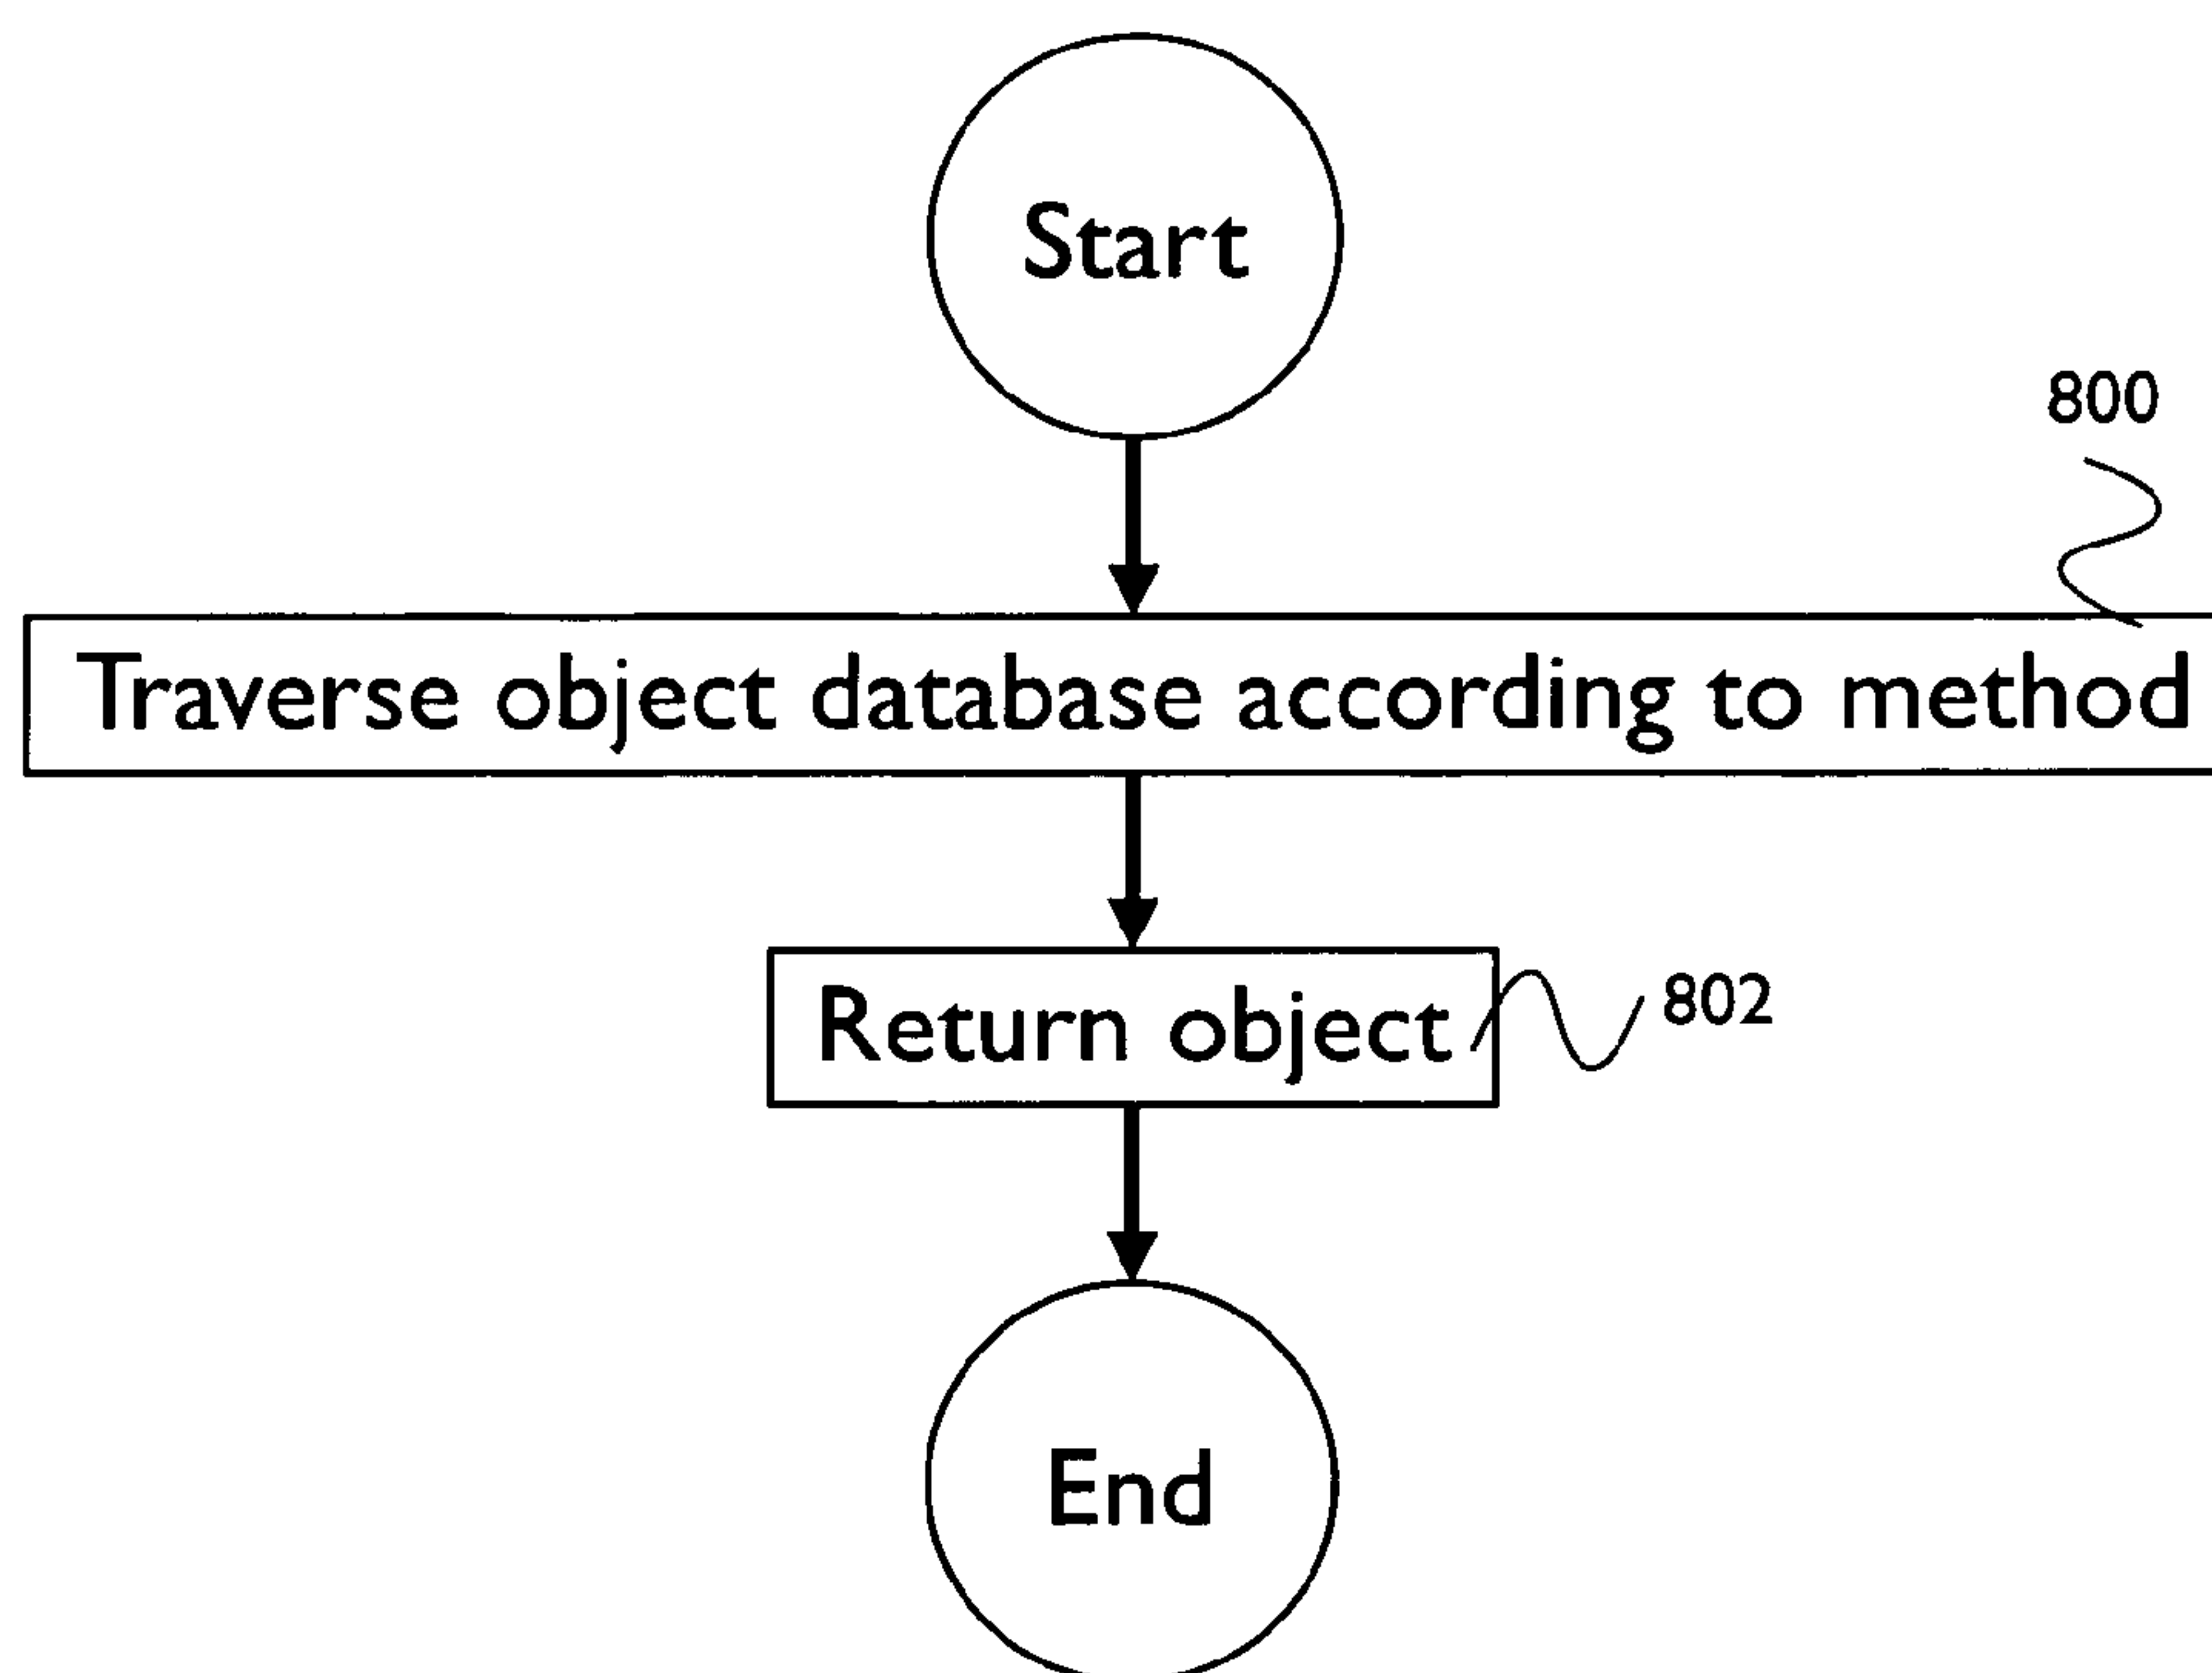 Start
800
Traverse object database according to method
Return object
802
End